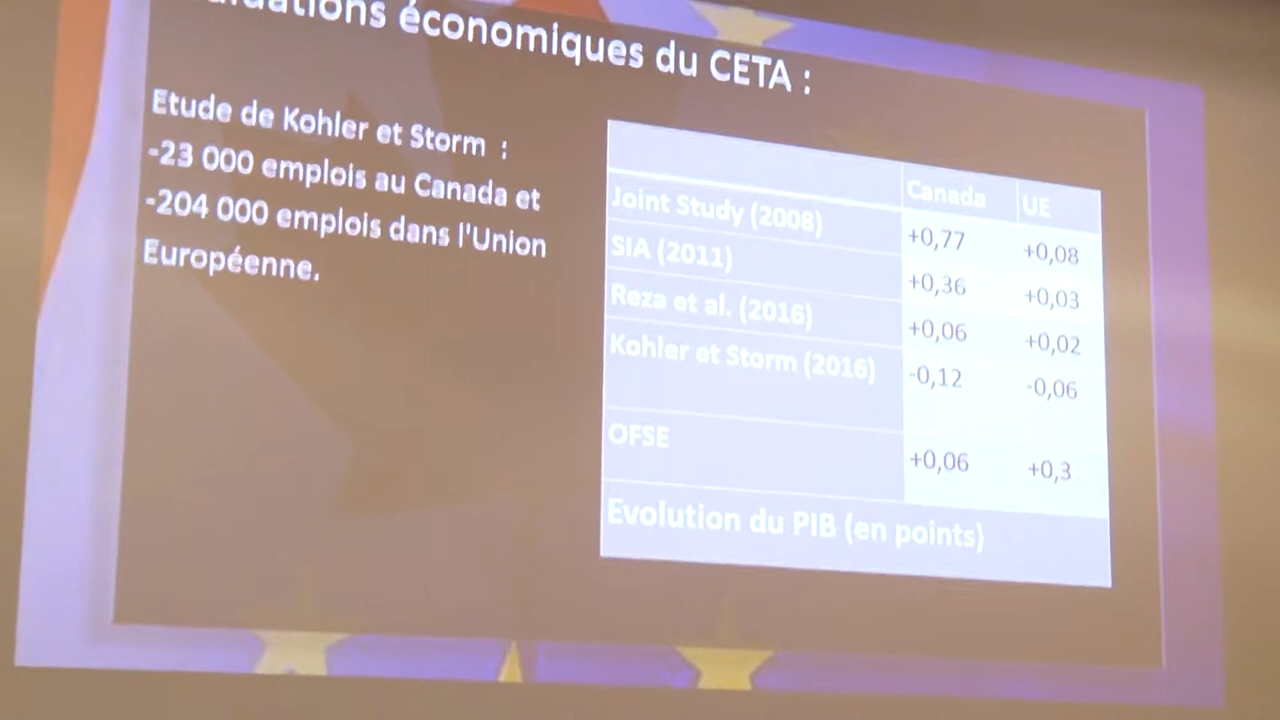 économiques du CETA :
Etude de Kohler et Storm :
-23 000 emplois au Canada et
-204 000 emplois dans l'Union
Européenne.
Canada UE
Joint Study (2008) +0,77 +0,08
SIA (2011) +0,36 +0,03
Reza et al. (2016) +0,06 +0,02
Kohler et Storm (2016) -0,12 -0,06
OFSE +0,06 +0,3
Evolution du PIB (en points)